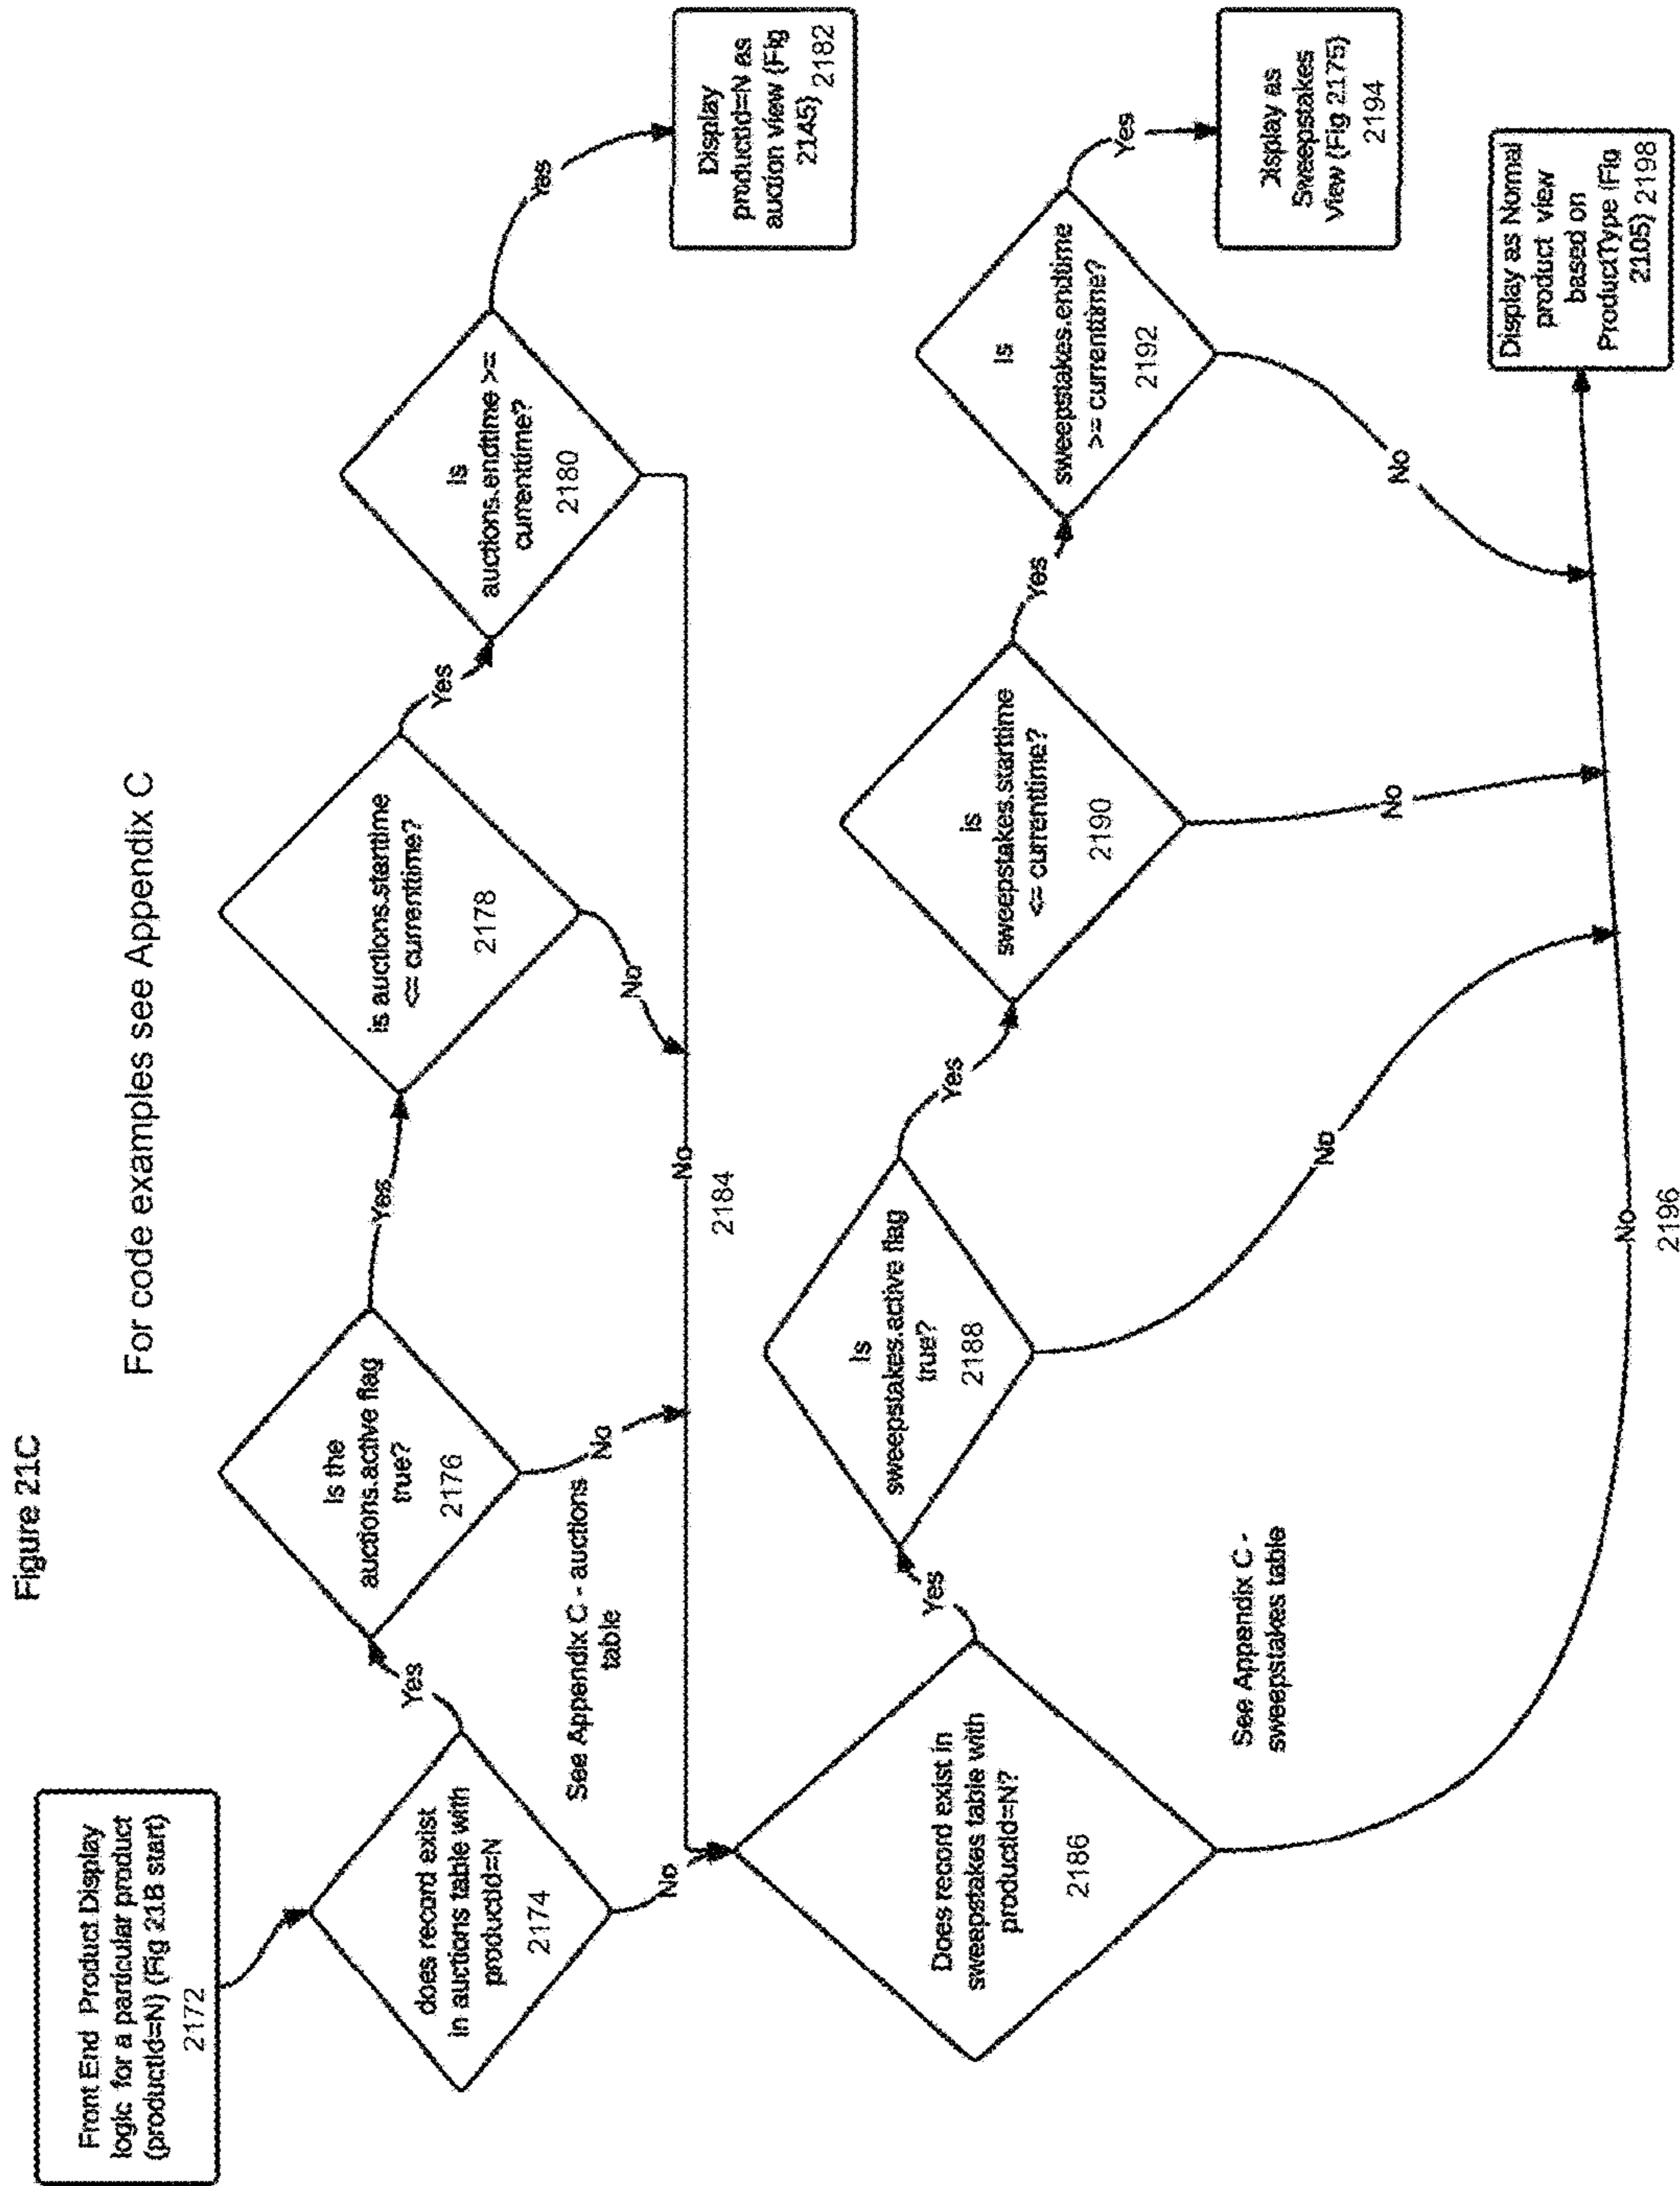 Figure 21C
For code examples see Appendix C
Front End Product Display
logic for a particular product
(productId=N) (Fig 21B start)
2172
does record exist
in auctions table with
productId=N
2174
Yes
No
See Appendix C - auctions
table
Is the
auctions.active flag
true?
2176
Yes
No
is auctions.starttime
<= currenttime?
2178
Yes
No
Is
auctions.endtime >=
currenttime?
2180
Yes
Display
productId=N as
auction view (Fig
2145) 2182
No
2184
Does record exist in
sweepstakes table with
productId=N?
2186
Yes
See Appendix C -
sweepstakes table
Is
sweepstakes.active flag
true?
2188
Yes
No
is
sweepstakes.starttime
<= currenttime?
2190
Yes
No
Is
sweepstakes.endtime
>= currenttime?
2192
Yes
No
Display as
Sweepstakes
View (Fig 2175)
2194
No
2196
Display as Normal
product view
based on
ProductType (Fig
2105) 2198